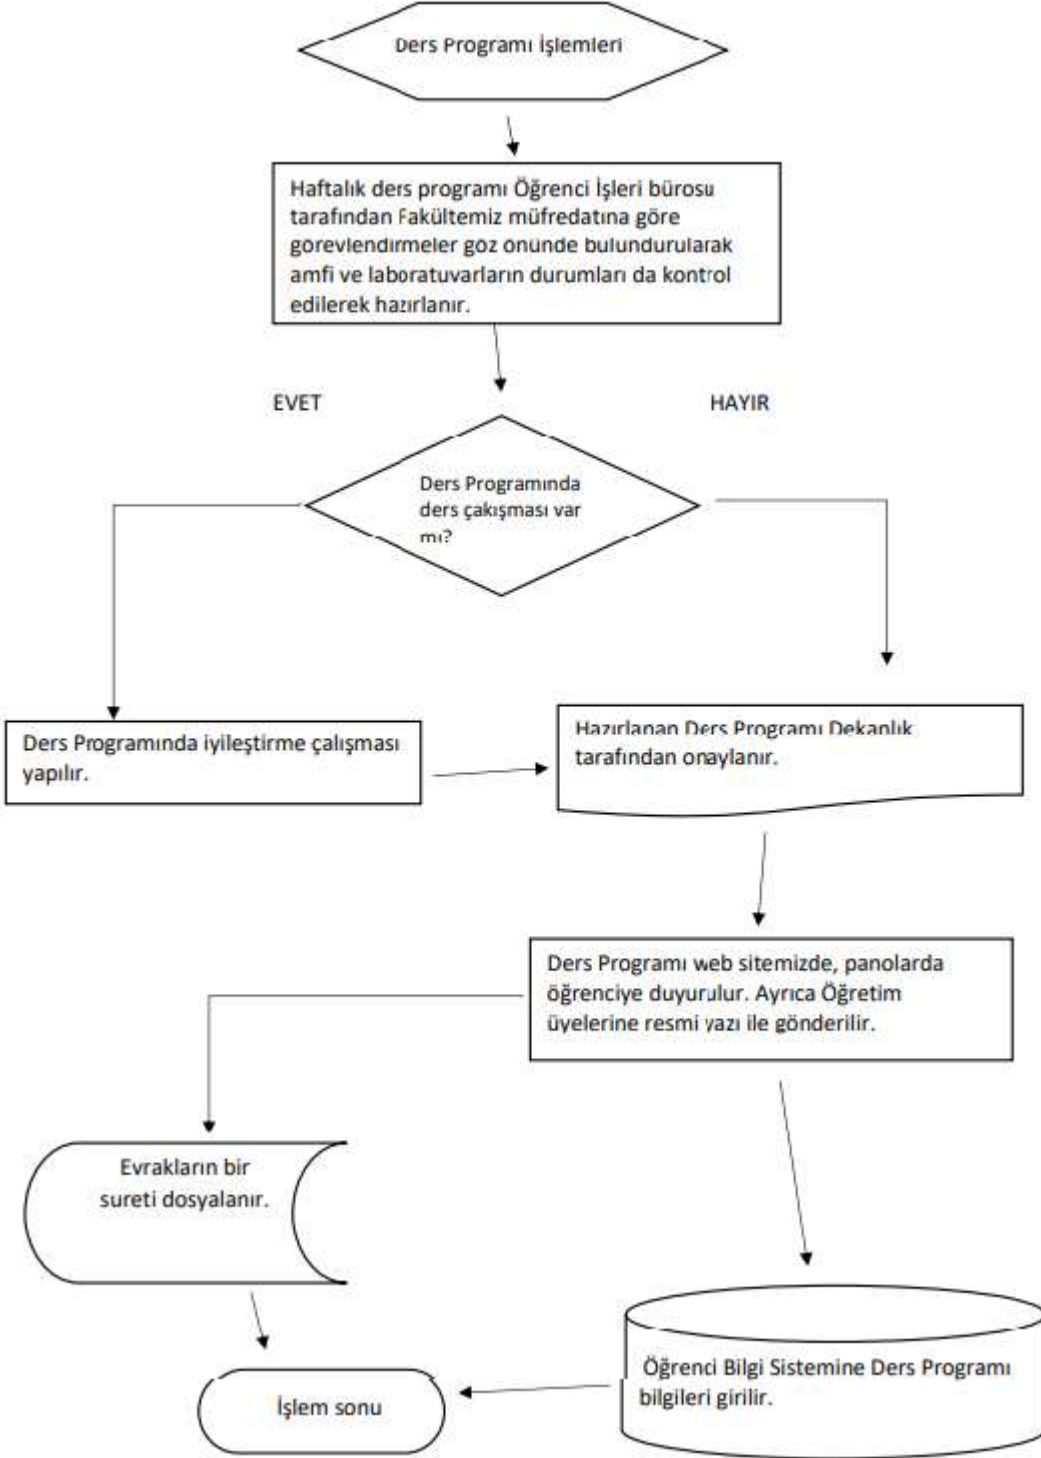 Ders Programı İşlemleri
Haftalık ders programı Öğrenci İşleri bürosu
tarafından Fakültemiz müfredatına göre
görevlendirmeler göz önünde bulundurularak
amfi ve laboratuvarların durumları da kontrol
edilerek hazırlanır.
EVET
HAYIR
Ders Programında
ders çakışması var
mı?
Ders Programında iyileştirme çalışması
yapılır.
Hazırlanan Ders Programı Dekanlık
tarafından onaylanır.
Ders Programı web sitemizde, panolarda
öğrenciye duyurulur. Ayrıca Öğretim
üyelerine resmi yazı ile gönderilir.
Evrakların bir
sureti dosyalanır.
Öğrenci Bilgi Sistemine Ders Programı
bilgileri girilir.
İşlem sonu